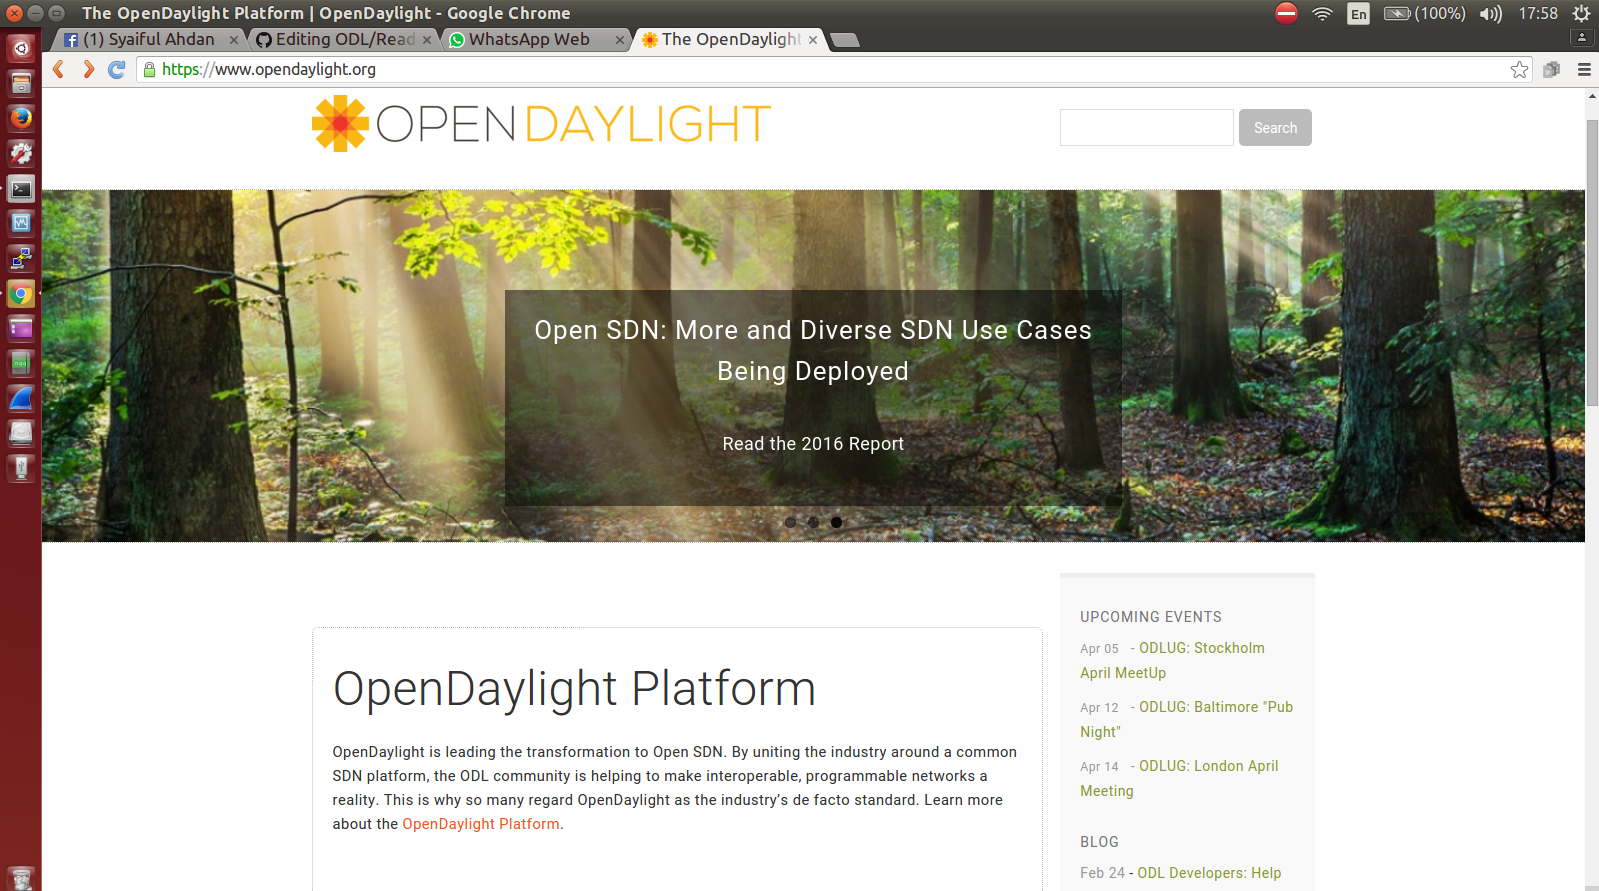 The OpenDaylight Platform | OpenDaylight - Google Chrome
En
(100%)
17:58
(1) Syaiful Ahdan
Editing ODL/Read
WhatsApp Web
The OpenDaylight
https://www.opendaylight.org
OPENDAYLIGHT
Search
Open SDN: More and Diverse SDN Use Cases
Being Deployed
Read the 2016 Report
OpenDaylight Platform
OpenDaylight is leading the transformation to Open SDN. By uniting the industry around a common
SDN platform, the ODL community is helping to make interoperable, programmable networks a
reality. This is why so many regard OpenDaylight as the industry’s de facto standard. Learn more
about the OpenDaylight Platform.
UPCOMING EVENTS
Apr 05 - ODLUG: Stockholm
April MeetUp
Apr 12 - ODLUG: Baltimore "Pub
Night"
Apr 14 - ODLUG: London April
Meeting
BLOG
Feb 24 - ODL Developers: Help